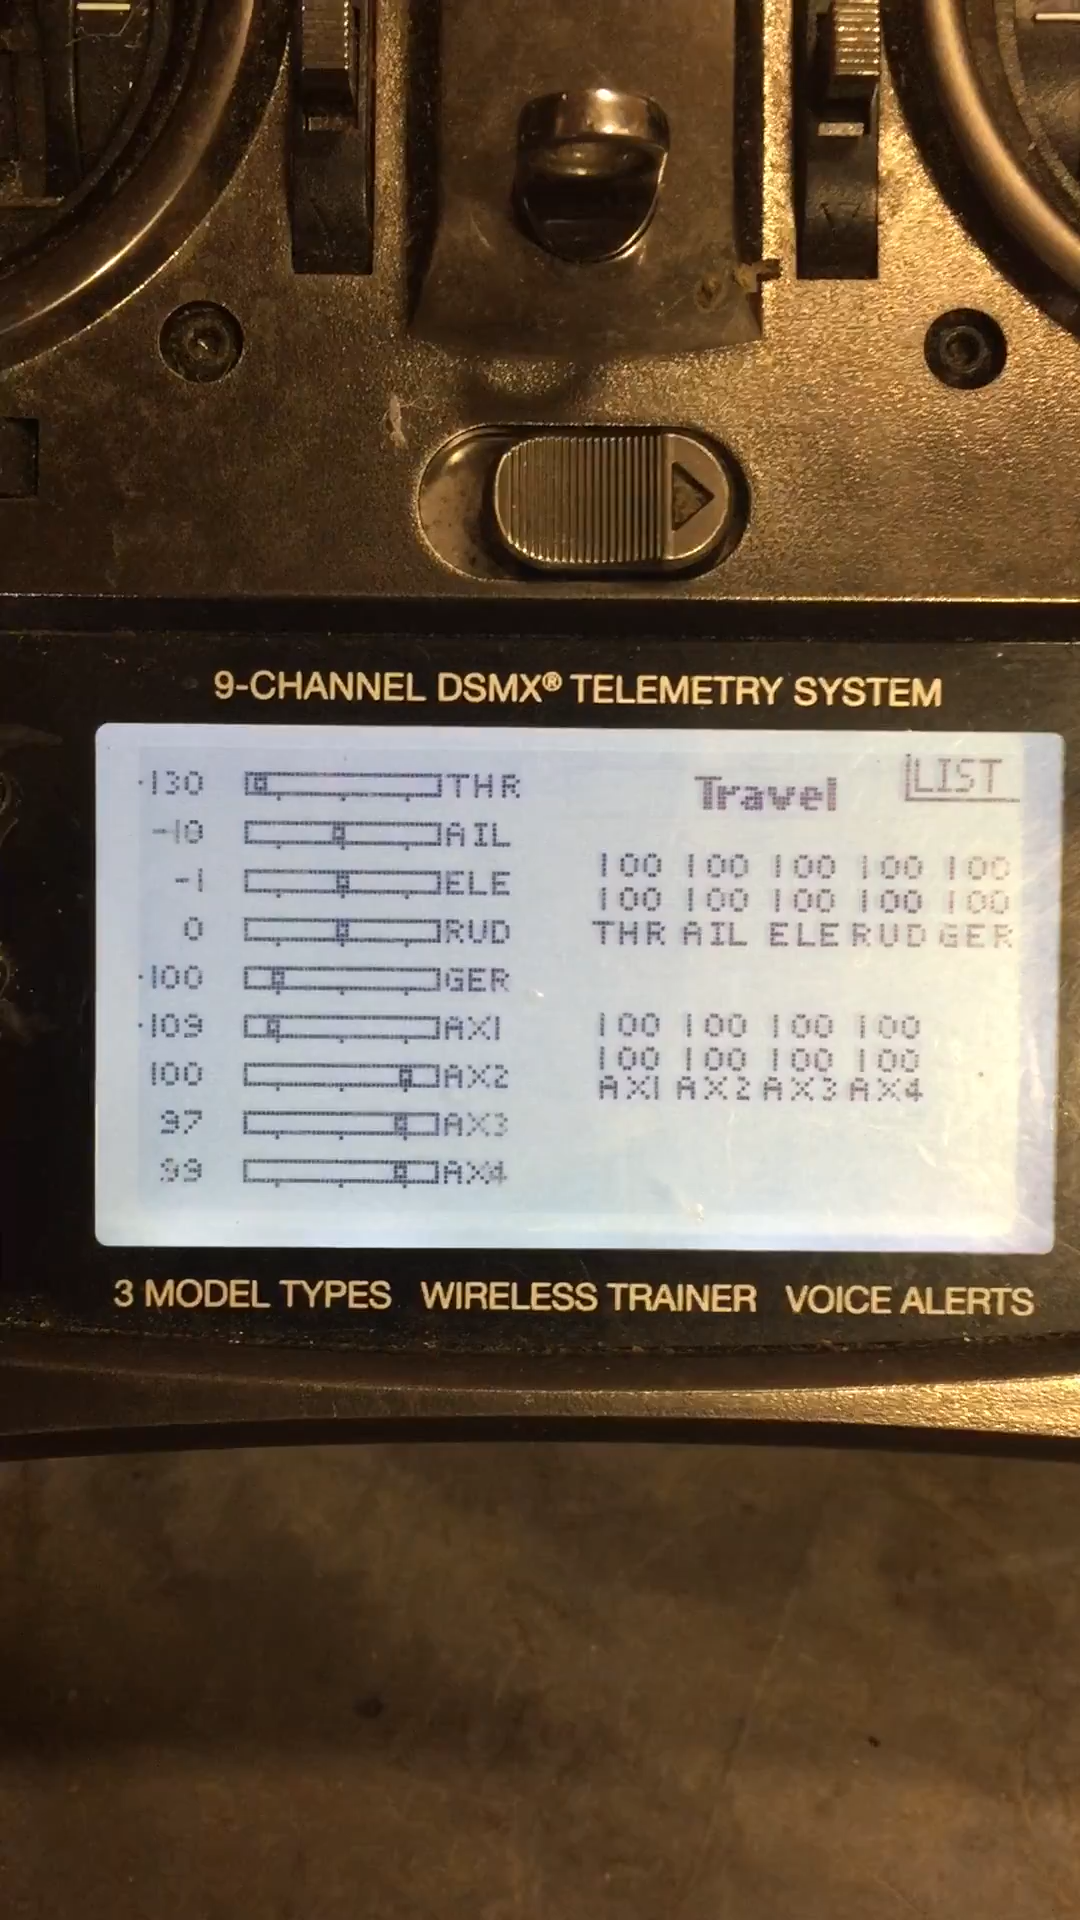 9-CHANNEL DSMX® TELEMETRY SYSTEM
-130 THR
AIL
-1 ELE
0 RUD
-100 GER
-109 AX1
100 AX2
97 AX3
99 AX4
Travel
LIST
100 100 100 100 100
100 100 100 100 100
THR AIL ELE RUD GER
100 100 100 100
100 100 100 100
AX1 AX2 AX3 AX4
3 MODEL TYPES WIRELESS TRAINER VOICE ALERTS